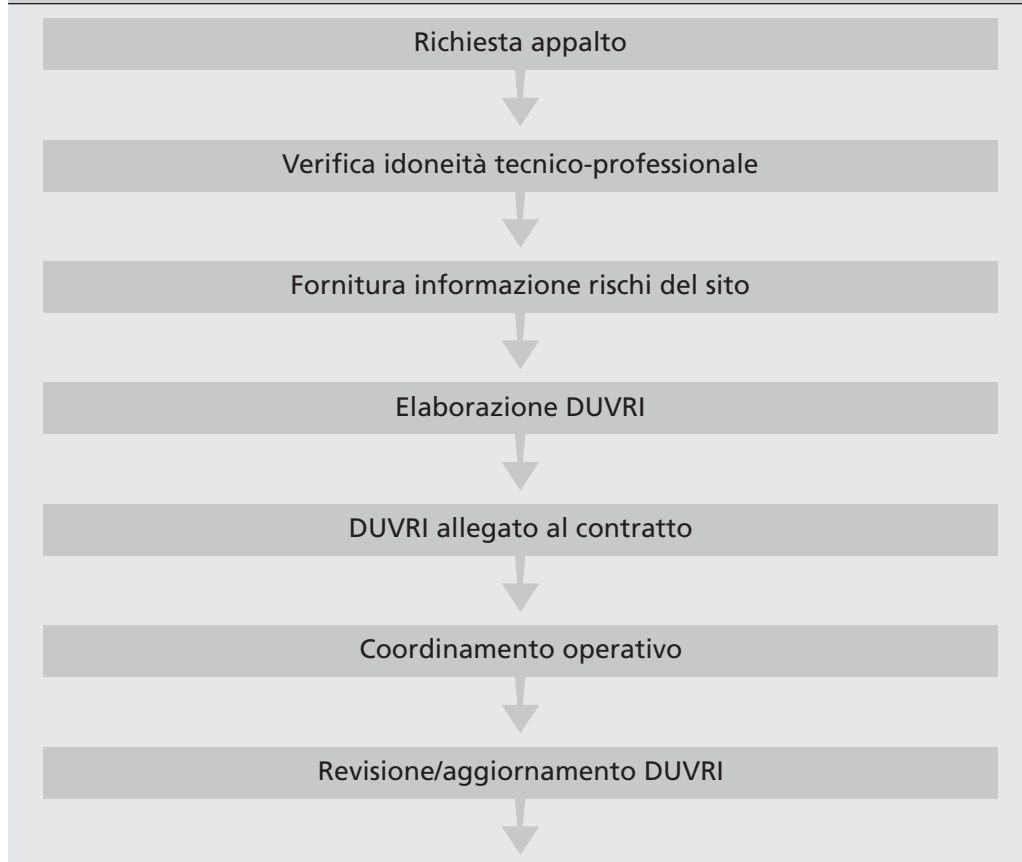 Richiesta appalto
Verifica idoneità tecnico-professionale
Fornitura informazione rischi del sito
Elaborazione DUVRI
DUVRI allegato al contratto
Coordinamento operativo
Revisione/aggiornamento DUVRI